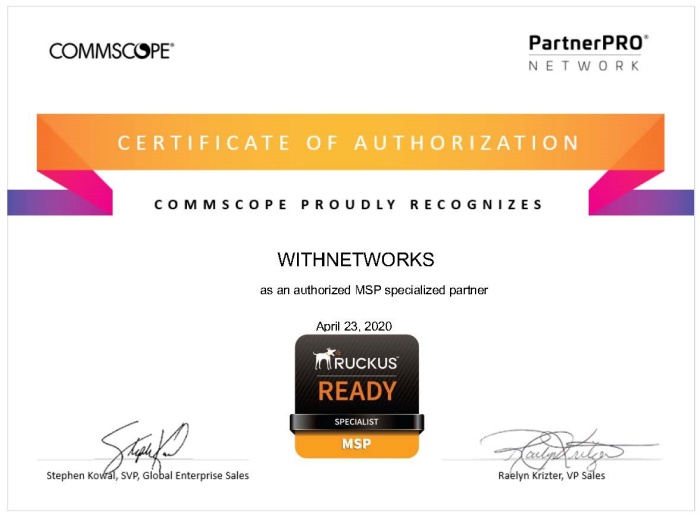 COMMSCOPE®
PartnerPRO®
NETWORK
CERTIFICATE OF AUTHORIZATION
COMMSCOPE PROUDLY RECOGNIZES
WITHNETWORKS
as an authorized MSP specialized partner
April 23, 2020
RUCKUS™
READY
SPECIALIST
MSP
Stephen Kowal, SVP, Global Enterprise Sales
Raelyn Krizter, VP Sales